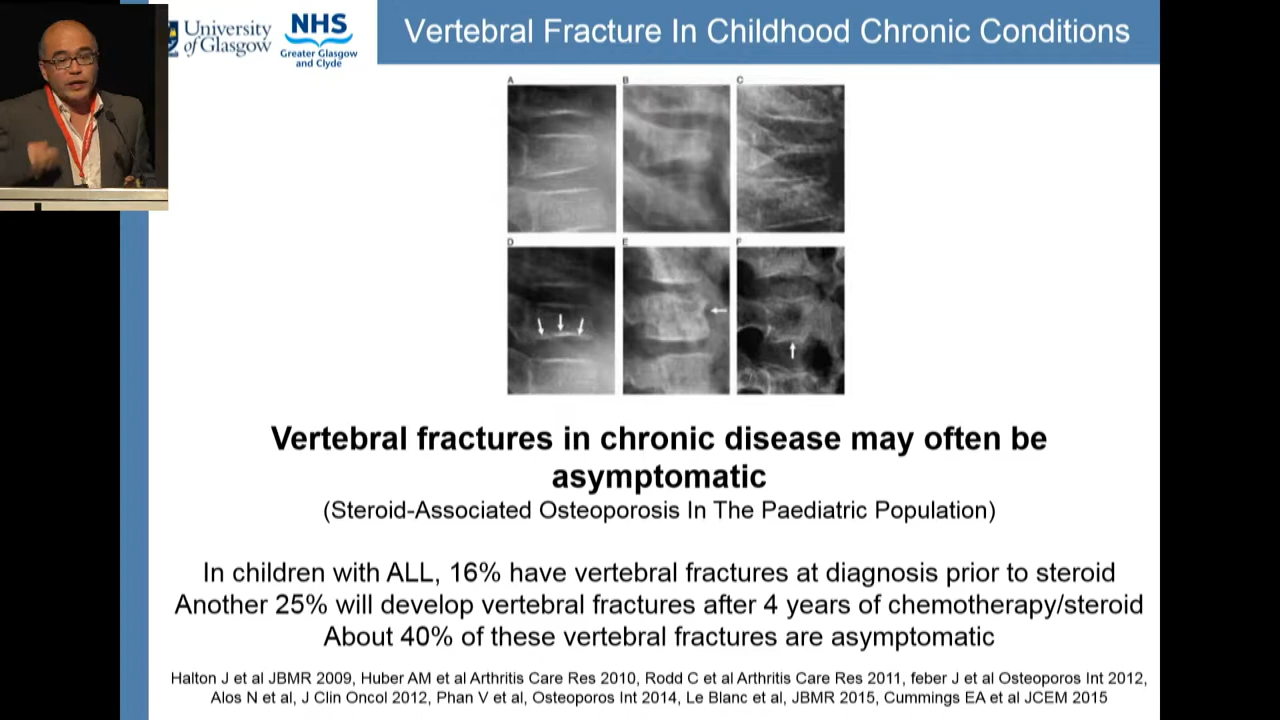 University
of Glasgow
NHS
Greater Glasgow
and Clyde
Vertebral Fracture In Childhood Chronic Conditions
A
B
C
D
E
F
Vertebral fractures in chronic disease may often be
asymptomatic
(Steroid-Associated Osteoporosis In The Paediatric Population)
In children with ALL, 16% have vertebral fractures at diagnosis prior to steroid
Another 25% will develop vertebral fractures after 4 years of chemotherapy/steroid
About 40% of these vertebral fractures are asymptomatic
Halton J et al JBMR 2009, Huber AM et al Arthritis Care Res 2010, Rodd C et al Arthritis Care Res 2011, feber J et al Osteoporos Int 2012,
Alos N et al, J Clin Oncol 2012, Phan V et al, Osteoporos Int 2014, Le Blanc et al, JBMR 2015, Cummings EA et al JCEM 2015